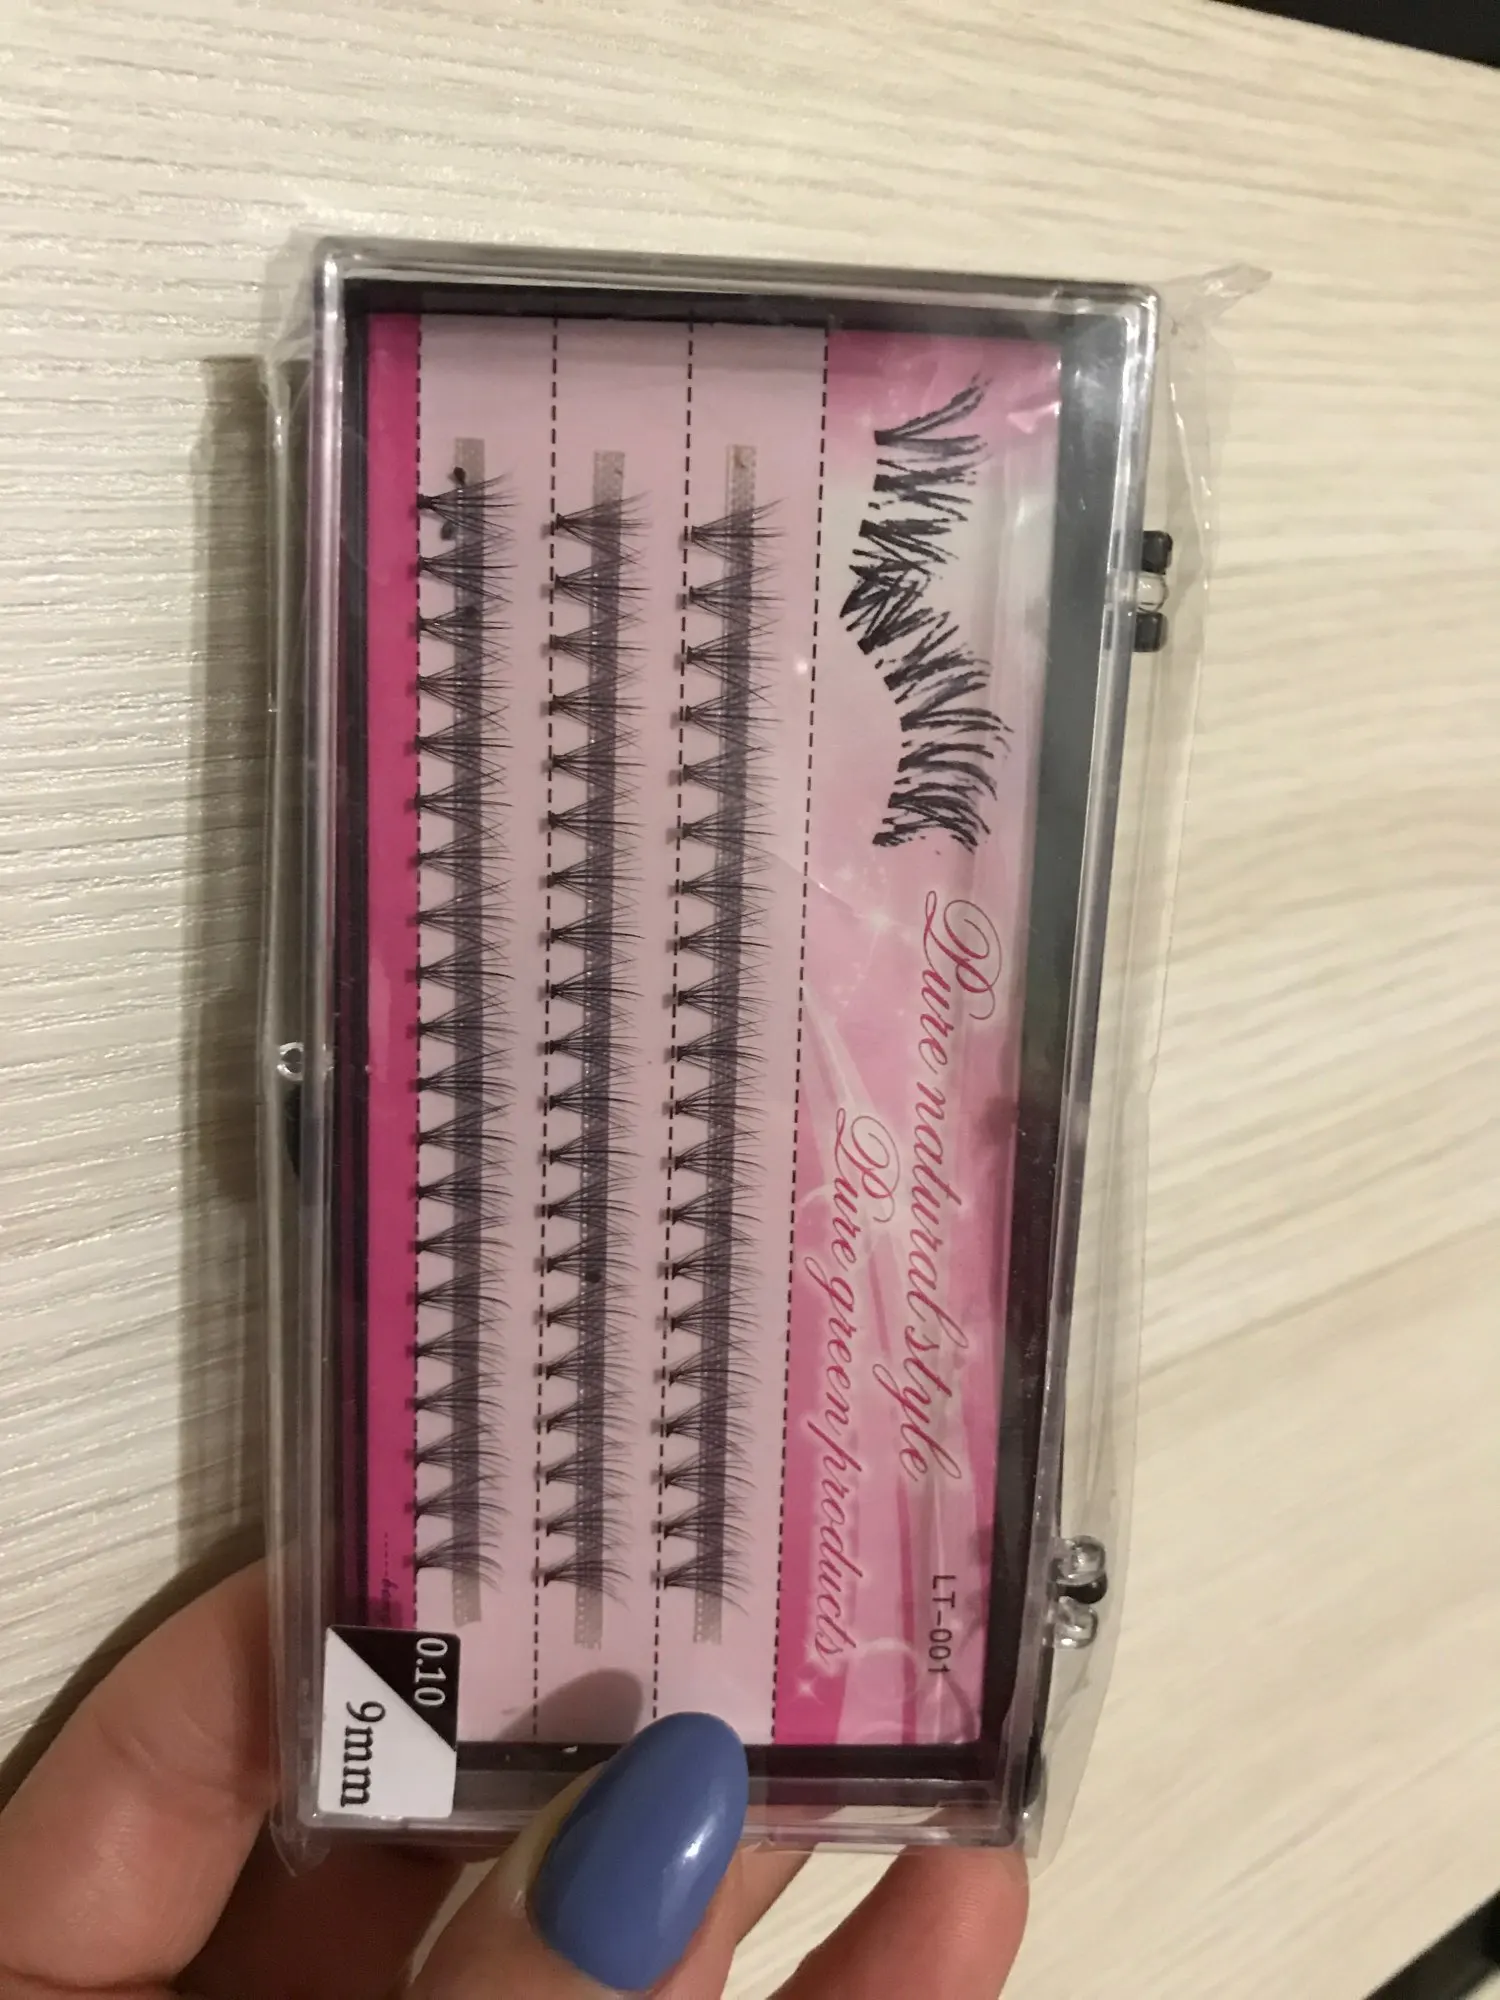 Pure natural style
Pure green products
LT-001
0.10
9mm